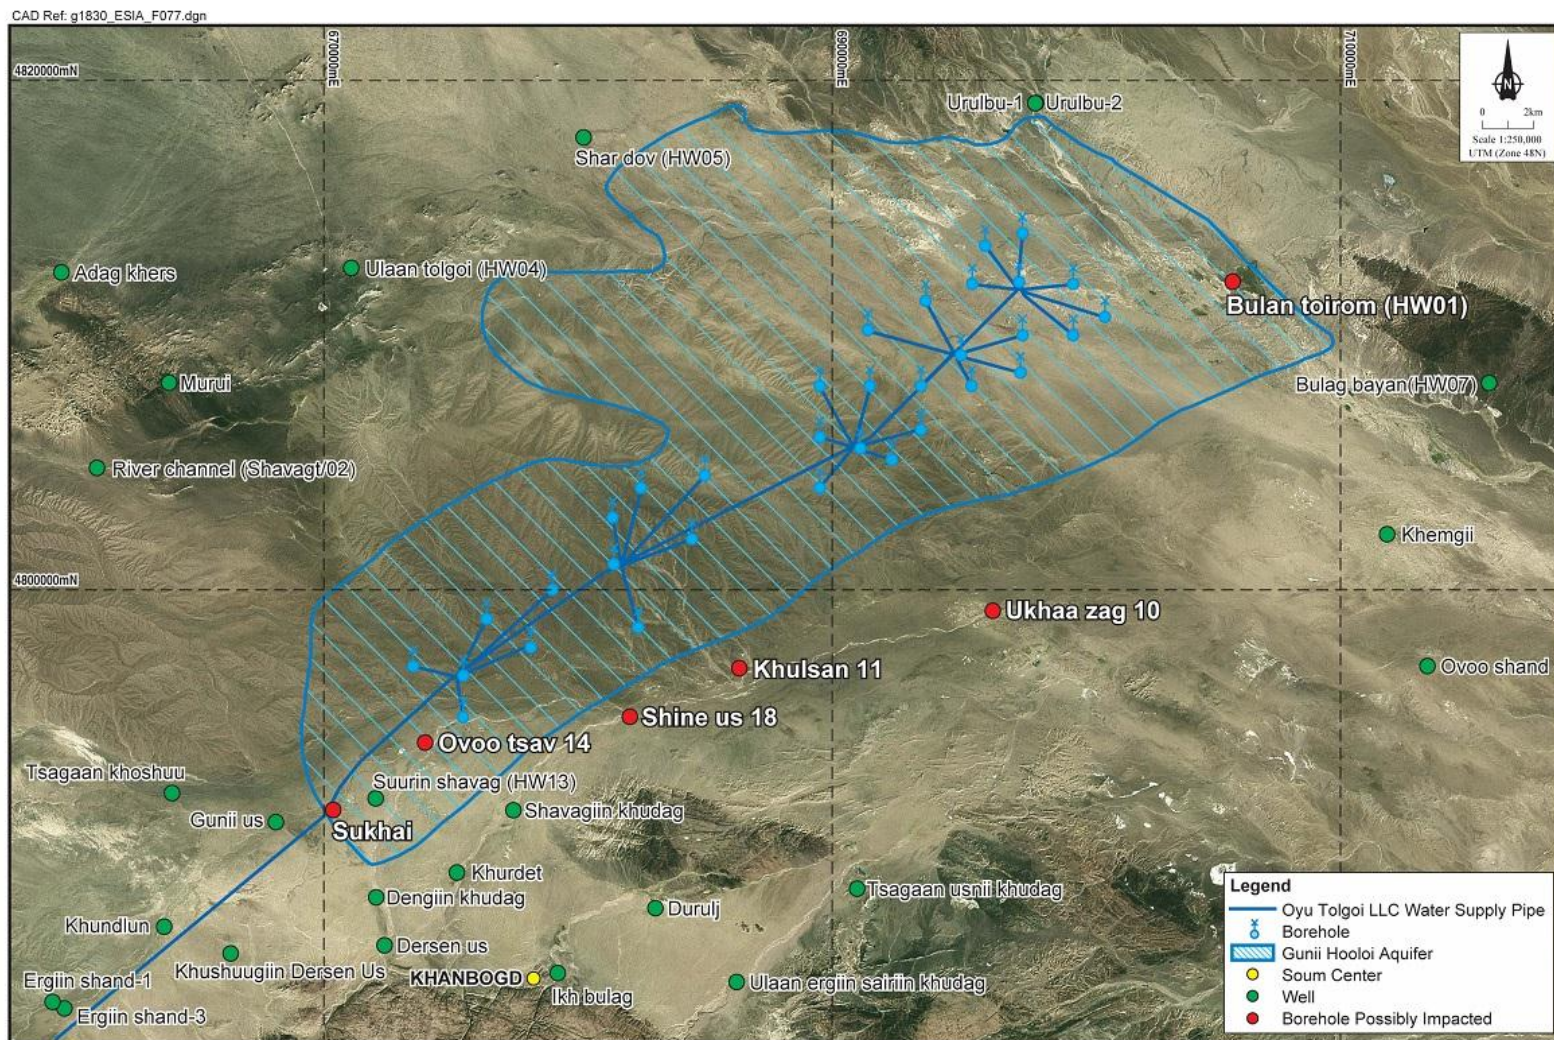 CAD Ref: g1830_ESIA_F077.dgn
670000mE
690000mE
710000mE
4820000mN
N
0 2km
Scale 1:250,000
UTM (Zone 48N)
Urulbu-1
Urulbu-2
Shar dov (HW05)
Adag khers
Ulaan tolgoi (HW04)
Bulan toirom (HW01)
Murui
Bulag bayan(HW07)
River channel (Shavagt/02)
Khemgii
4800000mN
Ukhaa zag 10
Khulsan 11
Ovoo shand
Shine us 18
Ovoo tsav 14
Tsagaan khoshuu
Suurin shavag (HW13)
Gunii us
Sukhai
Shavagiin khudag
Khurdet
Dengiin khudag
Durulj
Tsagaan usnii khudag
Khundlun
Dersen us
Khushuugiin Dersen Us
KHANBOGD
Ikh bulag
Ulaan ergiin sairiin khudag
Ergiin shand-1
Ergiin shand-3
Legend
Oyu Tolgoi LLC Water Supply Pipe
Borehole
Gunii Hooloi Aquifer
Soum Center
Well
Borehole Possibly Impacted